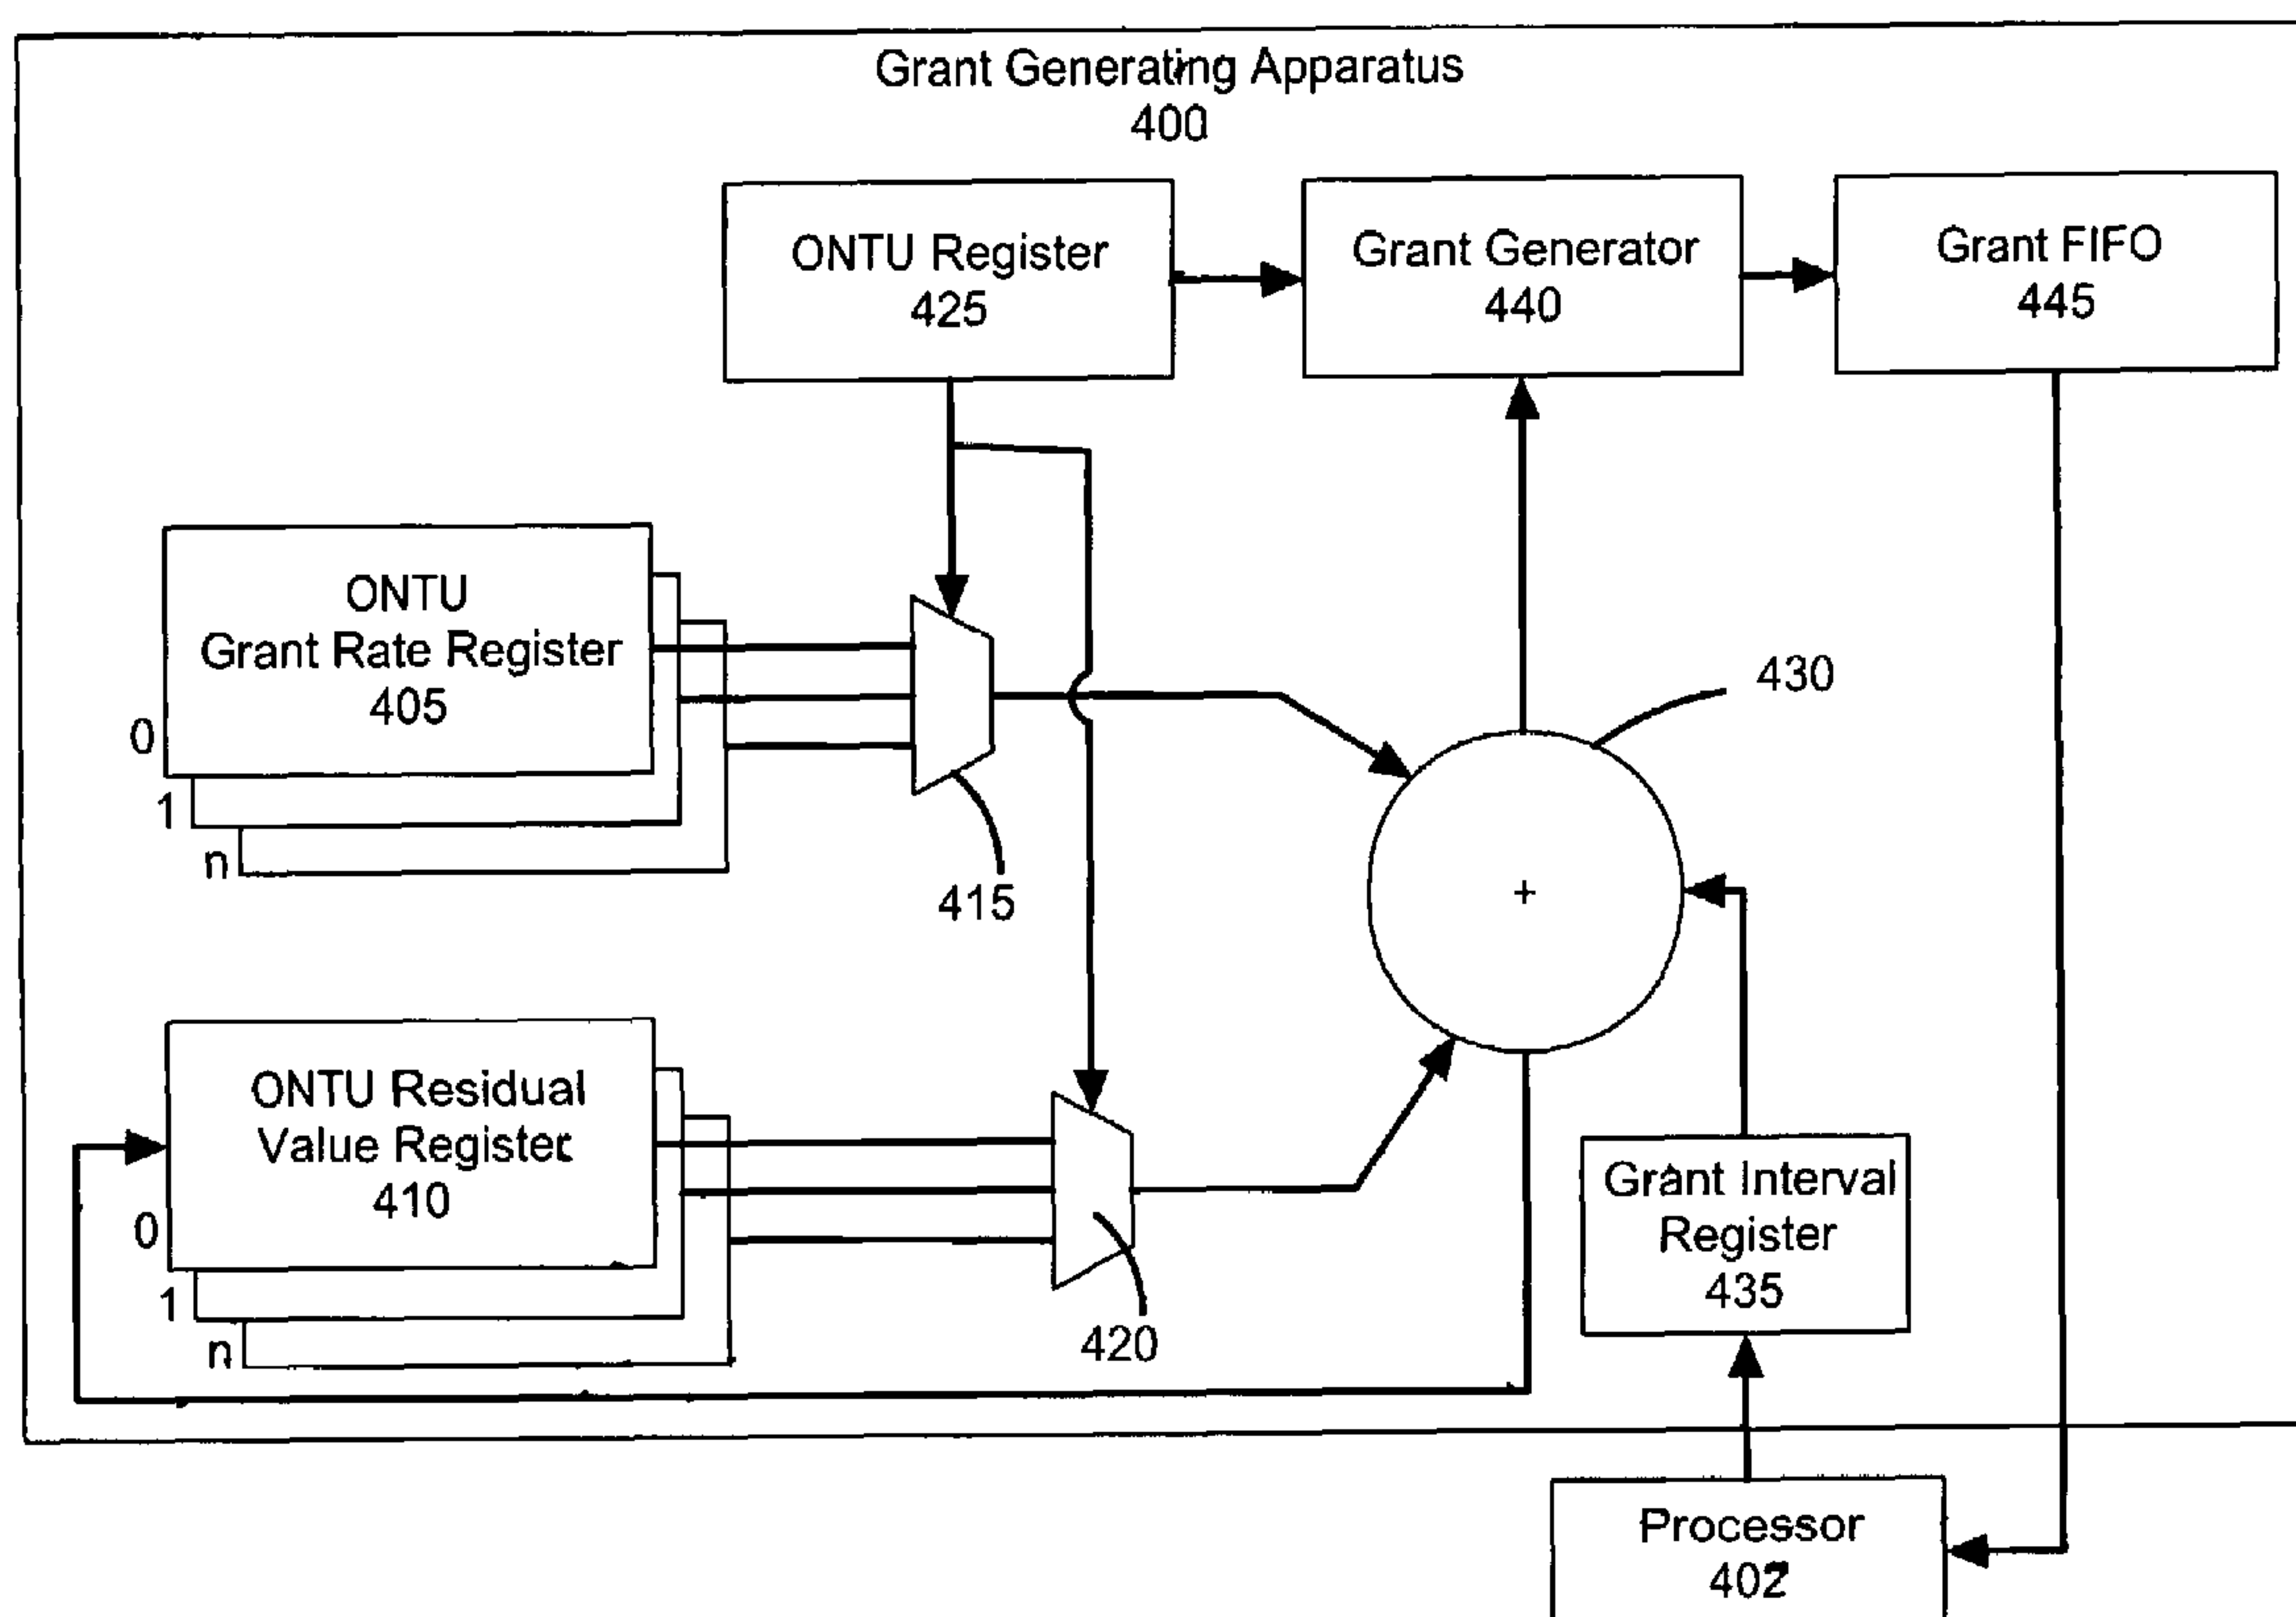 Grant Generating Apparatus
400
ONTU Register
425
Grant Generator
440
Grant FIFO
445
ONTU
Grant Rate Register
405
0
1
n
415
430
+
ONTU Residual
Value Register
410
0
1
n
420
Grant Interval
Register
435
Processor
402